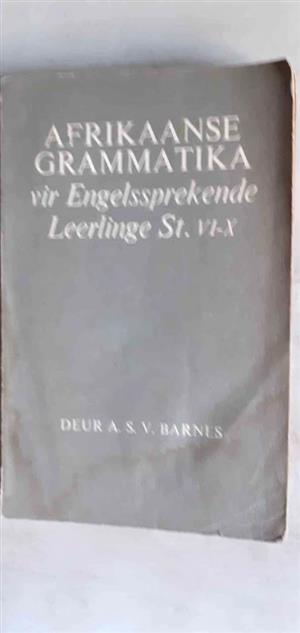 AFRIKAANSE
GRAMMATIKA
vir Engelssprekende
Leerlinge St. VI-X
DEUR A. S. V. BARNES